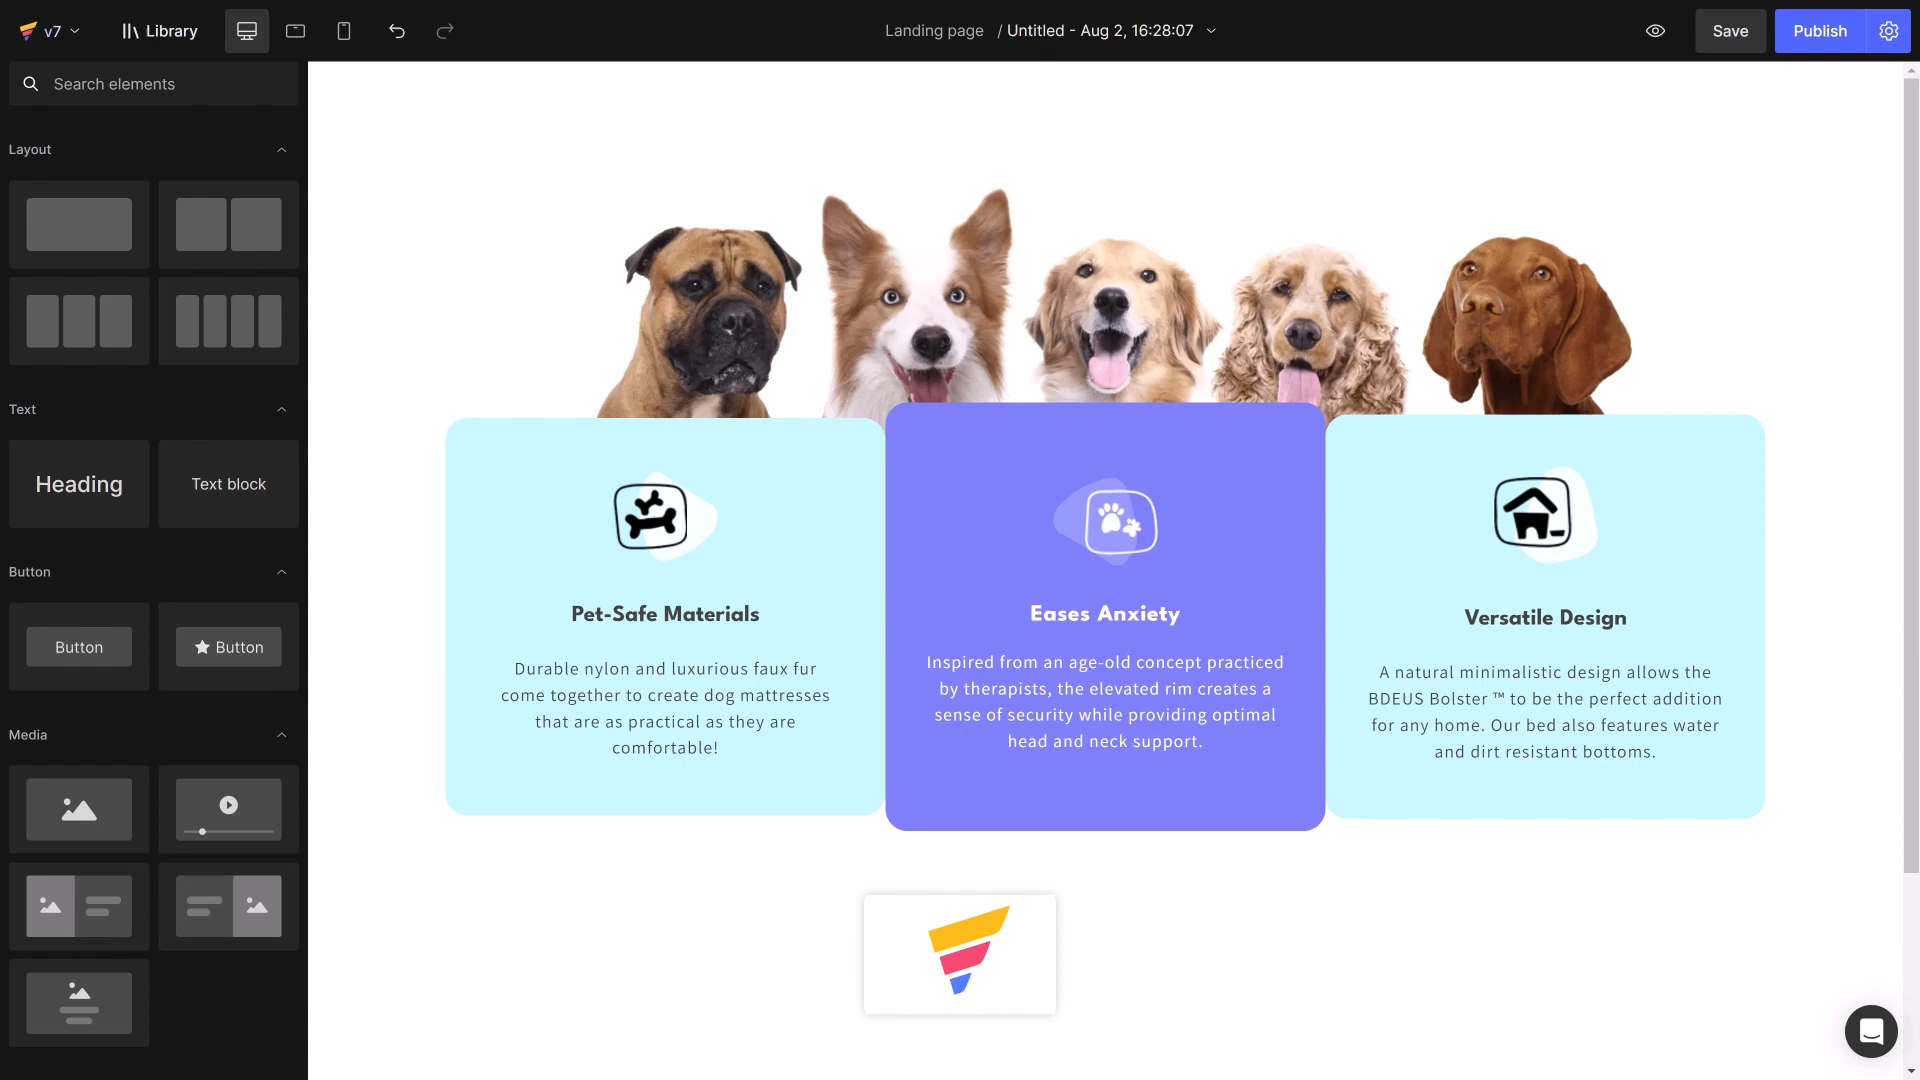 v7
Library
Landing page / Untitled - Aug 2, 16:28:07
Save
Publish
Search elements
Layout
Text
Heading
Text block
Button
Button
Button
Media
Pet-Safe Materials
Durable nylon and luxurious faux fur
come together to create dog mattresses
that are as practical as they are
comfortable!
Eases Anxiety
Inspired from an age-old concept practiced
by therapists, the elevated rim creates a
sense of security while providing optimal
head and neck support.
Versatile Design
A natural minimalistic design allows the
BDEUS Bolster ™ to be the perfect addition
for any home. Our bed also features water
and dirt resistant bottoms.